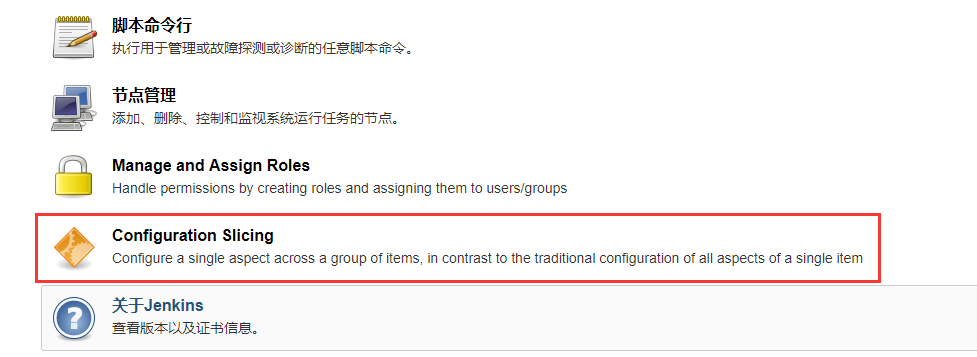 脚本命令行
执行用于管理或故障探测或诊断的任意脚本命令。
节点管理
添加、删除、控制和监视系统运行任务的节点。
Manage and Assign Roles
Handle permissions by creating roles and assigning them to users/groups
Configuration Slicing
Configure a single aspect across a group of items, in contrast to the traditional configuration of all aspects of a single item
关于Jenkins
查看版本以及证书信息。